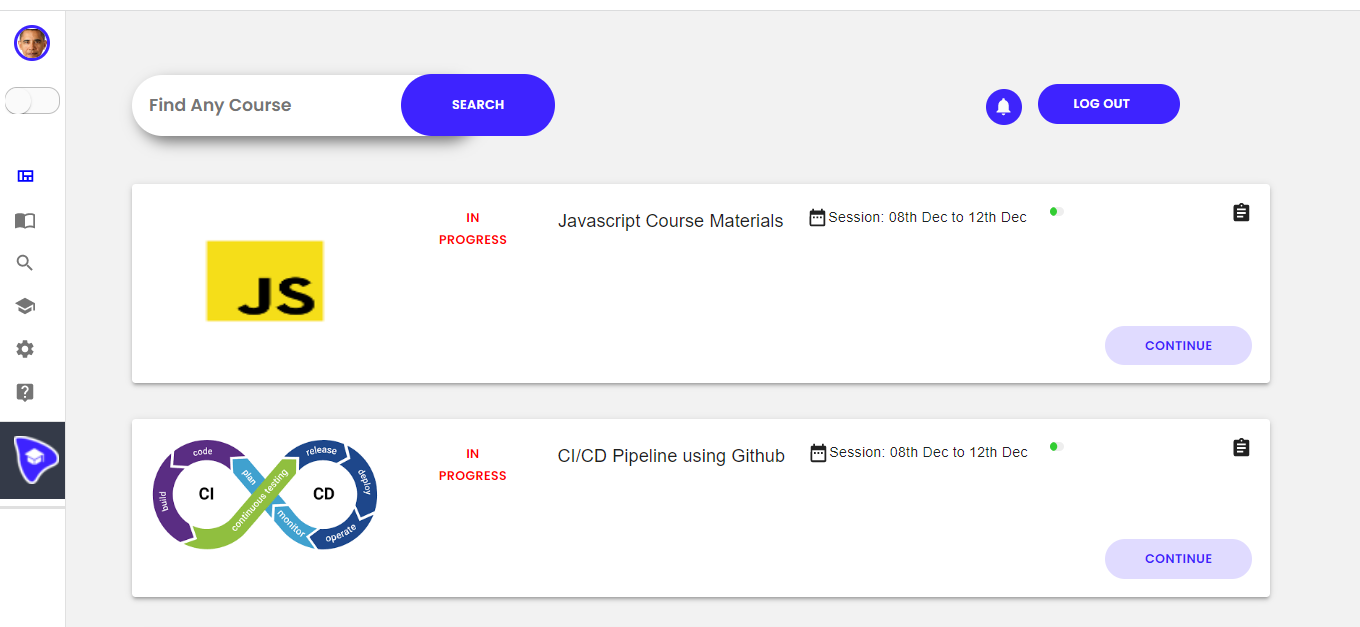 Find Any Course
SEARCH
LOG OUT
IN
PROGRESS
Javascript Course Materials
Session: 08th Dec to 12th Dec
JS
CONTINUE
IN
PROGRESS
CI/CD Pipeline using Github
Session: 08th Dec to 12th Dec
code
build
plan
continuous testing
CI
CD
release
deploy
operate
monitor
CONTINUE
?